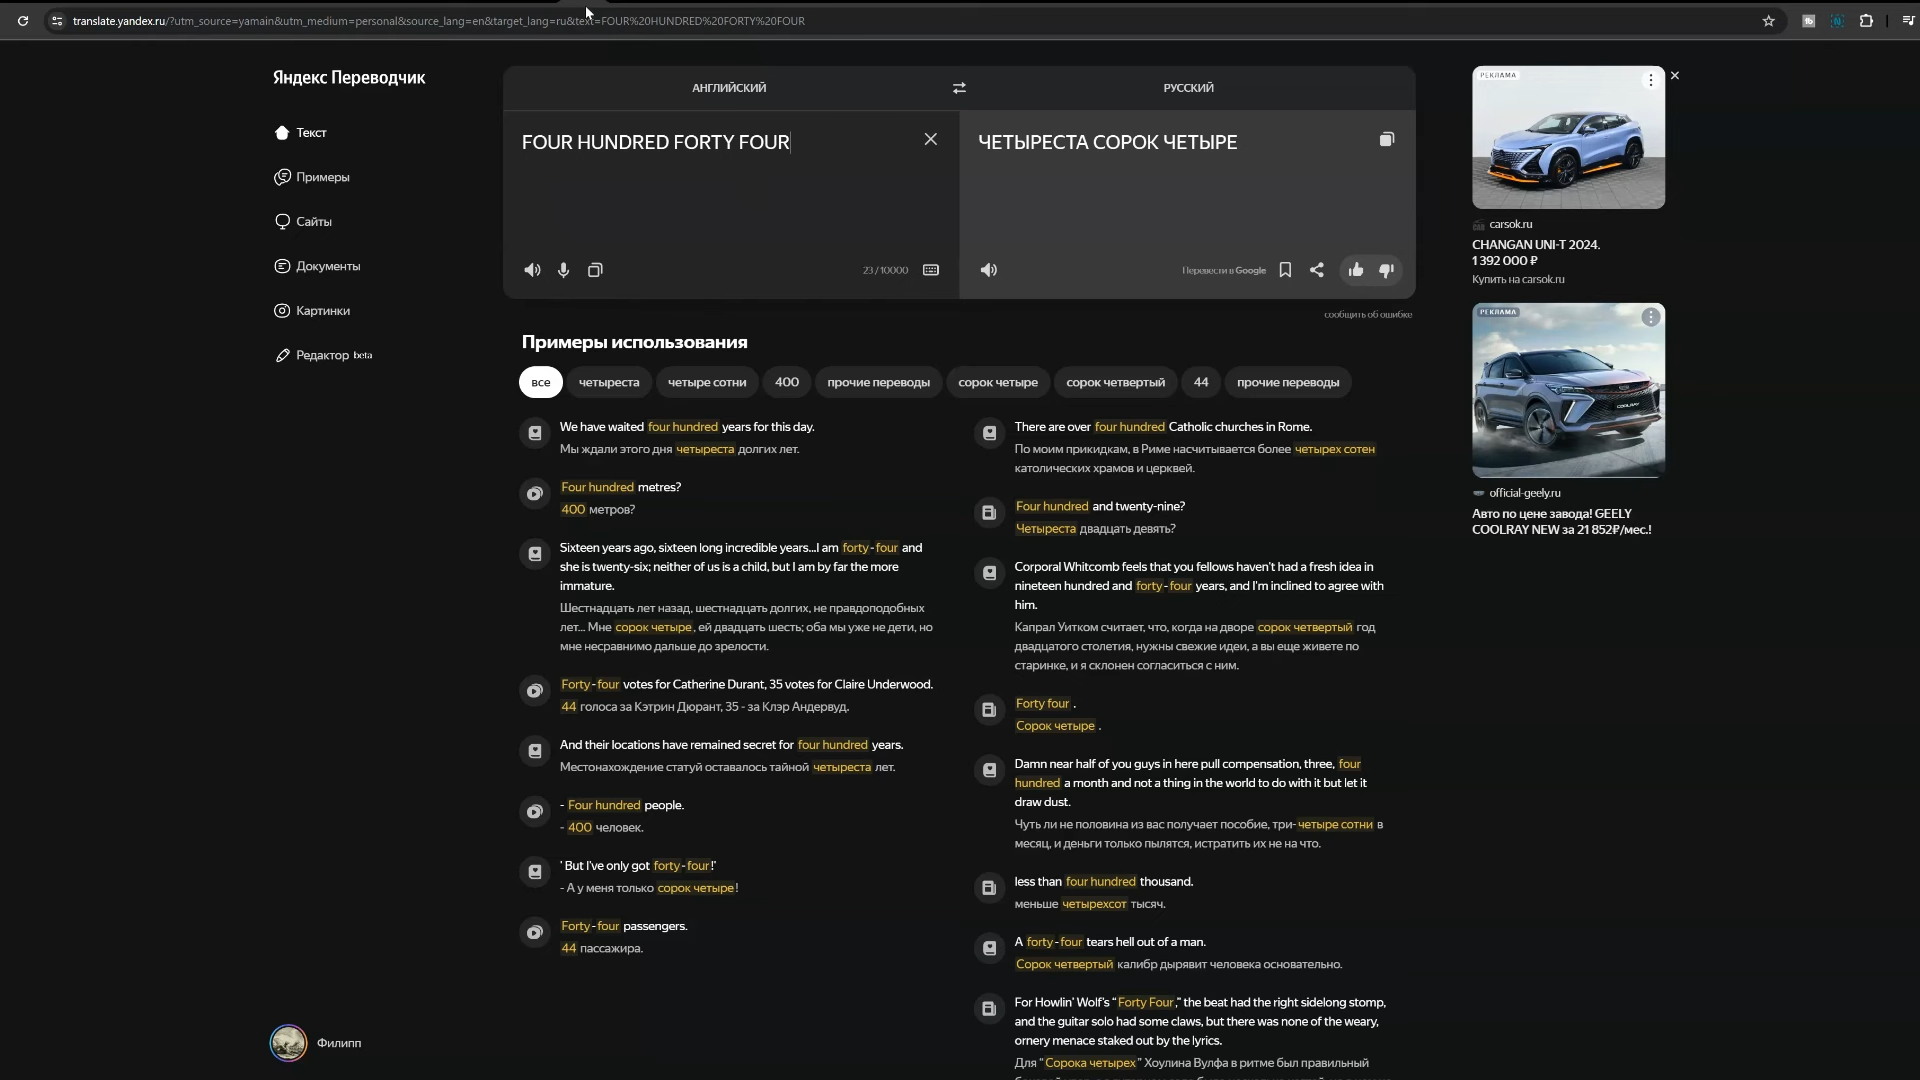 translate.yandex.ru/?utm_source=yamain&utm_medium=personal&source_lang=en&target_lang=ru&text=FOUR%20HUNDRED%20FORTY%20FOUR
Яндекс Переводчик
Текст
Примеры
Сайты
Документы
Картинки
Редактор beta
Филипп
АНГЛИЙСКИЙ
РУССКИЙ
FOUR HUNDRED FORTY FOUR
ЧЕТЫРЕСТА СОРОК ЧЕТЫРЕ
23 / 10000
Перевести в Google
сообщить об ошибке
Примеры использования
все
четыреста
четыре сотни
400
прочие переводы
сорок четыре
сорок четвертый
44
прочие переводы
We have waited four hundred years for this day.
Мы ждали этого дня четыреста долгих лет.
Four hundred metres?
400 метров?
Sixteen years ago, sixteen long incredible years...I am forty-four and
she is twenty-six; neither of us is a child, but I am by far the more
immature.
Шестнадцать лет назад, шестнадцать долгих, не правдоподобных
лет... Мне сорок четыре, ей двадцать шесть; оба мы уже не дети, но
мне несравнимо дальше до зрелости.
Forty-four votes for Catherine Durant, 35 votes for Claire Underwood.
44 голоса за Кэтрин Дюрант, 35 - за Клэр Андервуд.
And their locations have remained secret for four hundred years.
Местонахождение статуй оставалось тайной четыреста лет.
- Four hundred people.
- 400 человек.
' But I've only got forty-four!'
- А у меня только сорок четыре!
Forty-four passengers.
44 пассажира.
There are over four hundred Catholic churches in Rome.
По моим прикидкам, в Риме насчитывается более четырех сотен
католических храмов и церквей.
Four hundred and twenty-nine?
Четыреста двадцать девять?
Corporal Whitcomb feels that you fellows haven't had a fresh idea in
nineteen hundred and forty-four years, and I'm inclined to agree with
him.
Капрал Уитком считает, что, когда на дворе сорок четвертый год
двадцатого столетия, нужны свежие идеи, а вы еще живете по
старинке, и я склонен согласиться с ним.
Forty four .
Сорок четыре .
Damn near half of you guys in here pull compensation, three, four
hundred a month and not a thing in the world to do with it but let it
draw dust.
Чуть ли не половина из вас получает пособие, три-четыре сотни в
месяц, и деньги только пылятся, истратить их не на что.
less than four hundred thousand.
меньше четырехсот тысяч.
A forty-four tears hell out of a man.
Сорок четвертый калибр дырявит человека основательно.
For Howlin' Wolf's “Forty Four,” the beat had the right sidelong stomp,
and the guitar solo had some claws, but there was none of the weary,
ornery menace staked out by the lyrics.
Для “Сорока четырех” Хоулина Вулфа в ритме был правильный
РЕКЛАМА
carsok.ru
CHANGAN UNI-T 2024.
1 392 000 ₽
Купить на carsok.ru
РЕКЛАМА
COOLRAY
official-geely.ru
Авто по цене завода! GEELY
COOLRAY NEW за 21 852₽/мес.!